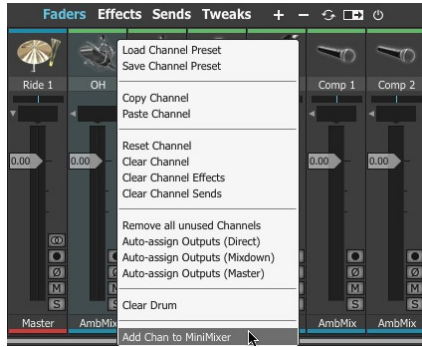 Faders Effects Sends Tweaks + −
Ride 1 OH Comp 1 Comp 2
Load Channel Preset
Save Channel Preset
Copy Channel
Paste Channel
Reset Channel
Clear Channel
Clear Channel Effects
Clear Channel Sends
Remove all unused Channels
Auto-assign Outputs (Direct)
Auto-assign Outputs (Mixdown)
Auto-assign Outputs (Master)
Clear Drum
Add Chan to MiniMixer
0.00 0.00 0.00 0.00
Ø Ø Ø
M M M
S S S
Master AmbMix AmbMix AmbMix